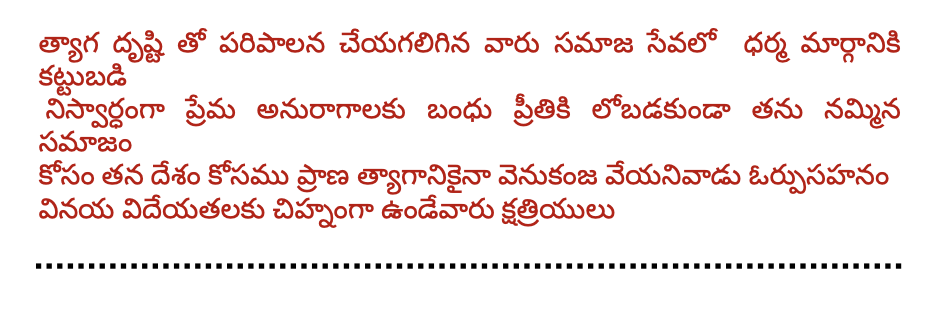 త్యాగ దృష్టి తో పరిపాలన చేయగలిగిన వారు సమాజ సేవలో ధర్మ మార్గానికి
కట్టుబడి
నిస్వార్ధంగా ప్రేమ అనురాగాలకు బంధు ప్రీతికి లోబడకుండా తను నమ్మిన
సమాజం
కోసం తన దేశం కోసము ప్రాణ త్యాగానికైనా వెనుకంజ వేయనివాడు ఓర్పుసహనం
వినయ విదేయతలకు చిహ్నంగా ఉండేవారు క్షత్రియులు